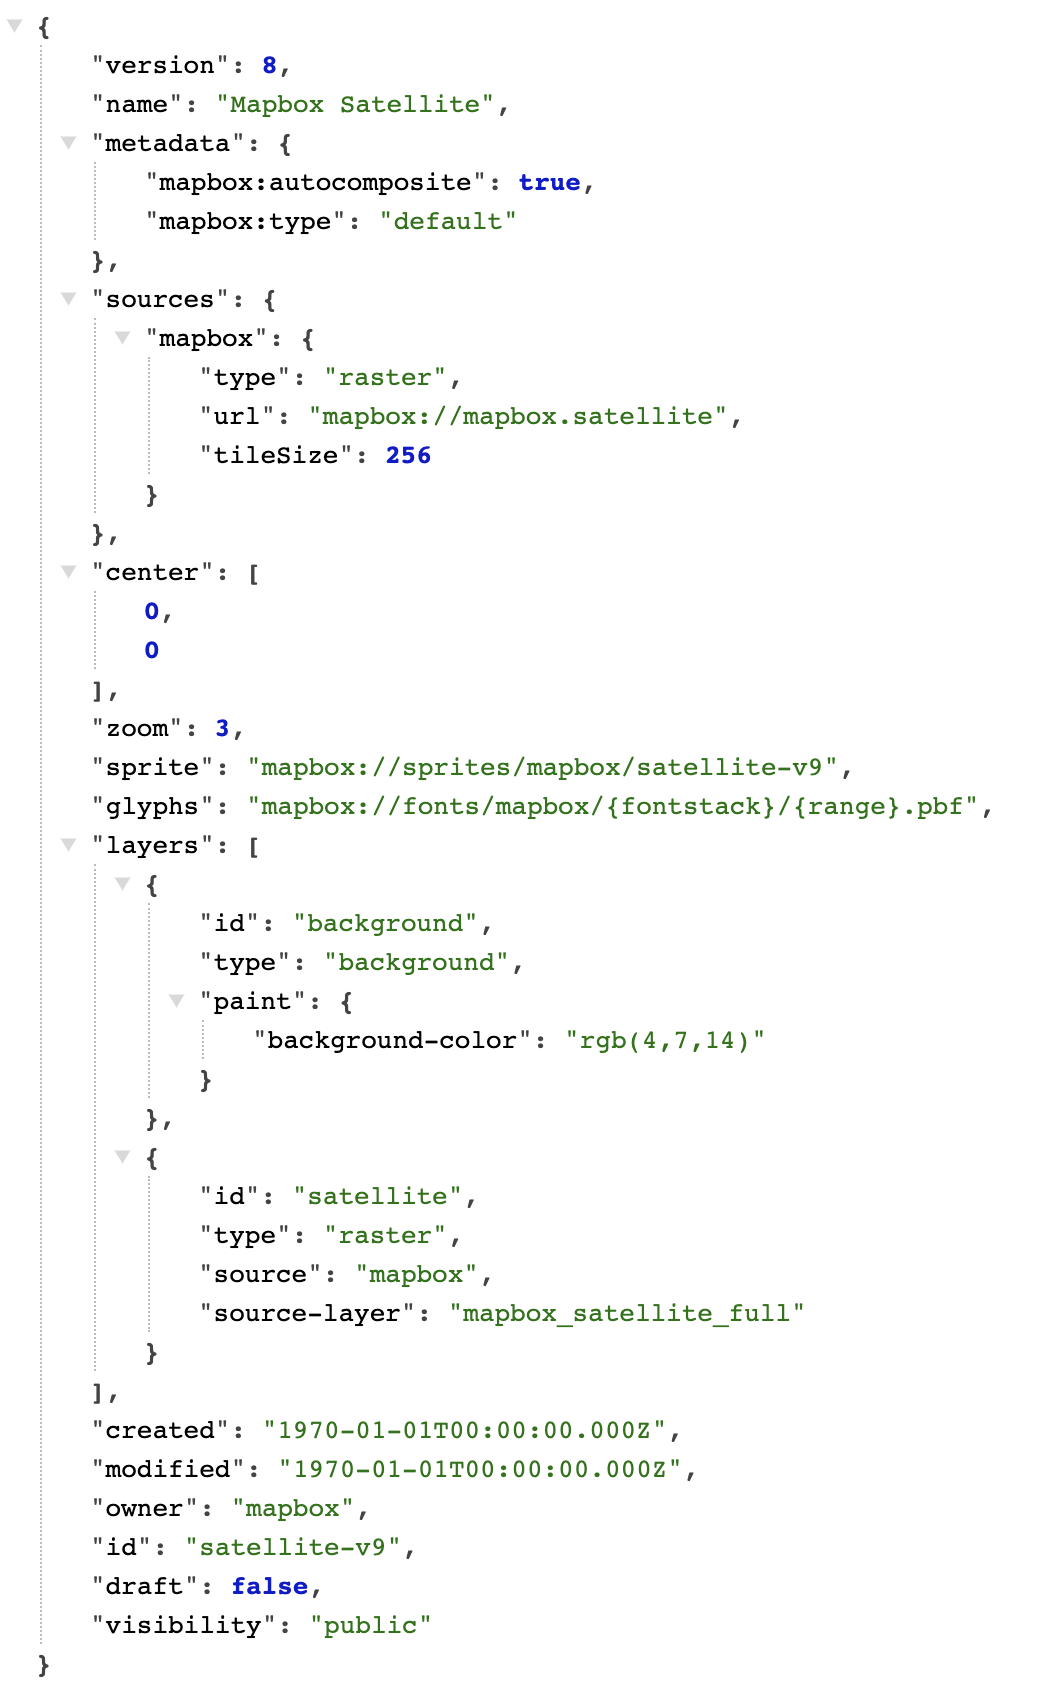 {
"version": 8,
"name": "Mapbox Satellite",
"metadata": {
"mapbox:autocomposite": true,
"mapbox:type": "default"
},
"sources": {
"mapbox": {
"type": "raster",
"url": "mapbox://mapbox.satellite",
"tileSize": 256
}
},
"center": [
0,
0
],
"zoom": 3,
"sprite": "mapbox://sprites/mapbox/satellite-v9",
"glyphs": "mapbox://fonts/mapbox/{fontstack}/{range}.pbf",
"layers": [
{
"id": "background",
"type": "background",
"paint": {
"background-color": "rgb(4,7,14)"
}
},
{
"id": "satellite",
"type": "raster",
"source": "mapbox",
"source-layer": "mapbox_satellite_full"
}
],
"created": "1970-01-01T00:00:00.000Z",
"modified": "1970-01-01T00:00:00.000Z",
"owner": "mapbox",
"id": "satellite-v9",
"draft": false,
"visibility": "public"
}